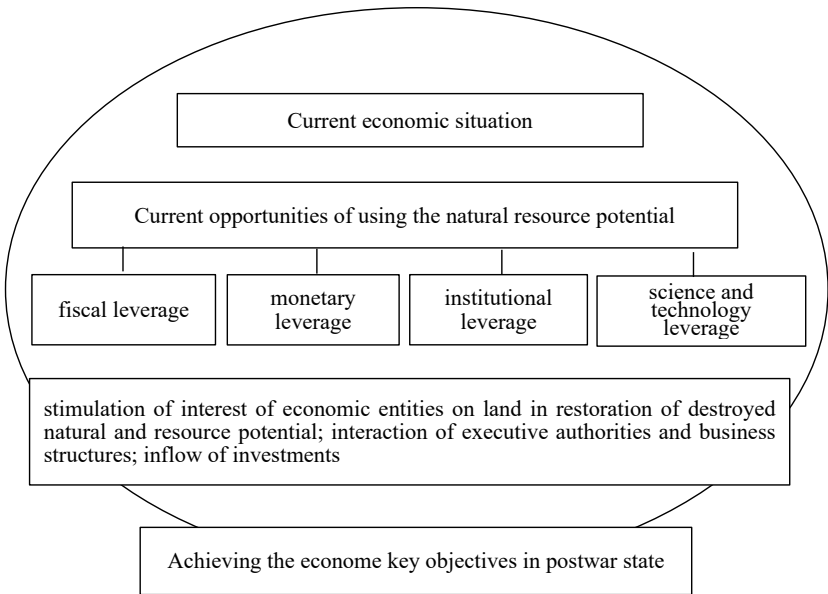 Current economic situation
Current opportunities of using the natural resource potential
fiscal leverage
monetary
leverage
institutional
leverage
science and
technology
leverage
stimulation of interest of economic entities on land in restoration of destroyed
natural and resource potential; interaction of executive authorities and business
structures; inflow of investments
Achieving the econome key objectives in postwar state